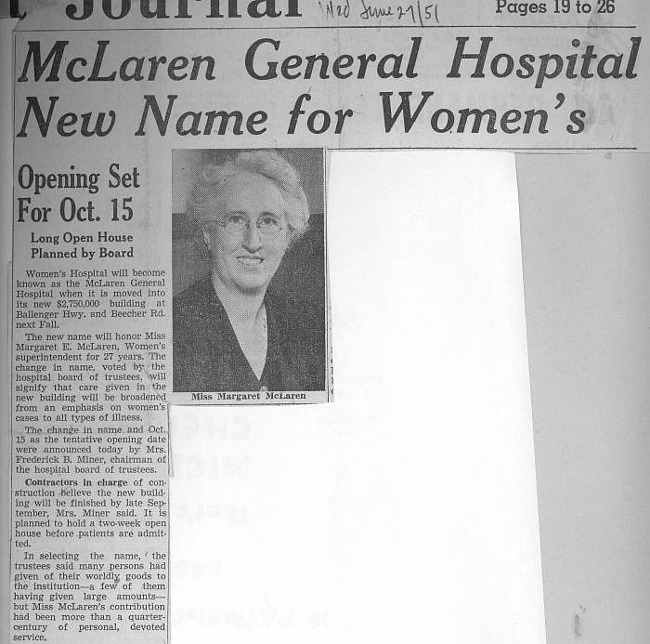 t Journal
Wed June 27/51
Pages 19 to 26
McLaren General Hospital
New Name for Women's
Opening Set
For Oct. 15
Long Open House
Planned by Board
Women's Hospital will become
known as the McLaren General
Hospital when it is moved into
its new $2,750,000 building at
Ballenger Hwy. and Beecher Rd.
next Fall.
The new name will honor Miss
Margaret E. McLaren, Women's
superintendent for 27 years. The
change in name, voted by the
hospital board of trustees, will
signify that care given in the
new building will be broadened
from an emphasis on women's
cases to all types of illness.
The change in name and Oct.
15 as the tentative opening date
were announced today by Mrs.
Frederick B. Miner, chairman of
the hospital board of trustees.
Contractors in charge of con-
struction believe the new build-
ing will be finished by late Sep-
tember, Mrs. Miner said. It is
planned to hold a two-week open
house before patients are admit-
ted.
In selecting the name, the
trustees said many persons had
given of their worldly goods to
the institution—a few of them
having given large amounts—
but Miss McLaren's contribution
had been more than a quarter-
century of personal, devoted
service.
Miss Margaret McLaren